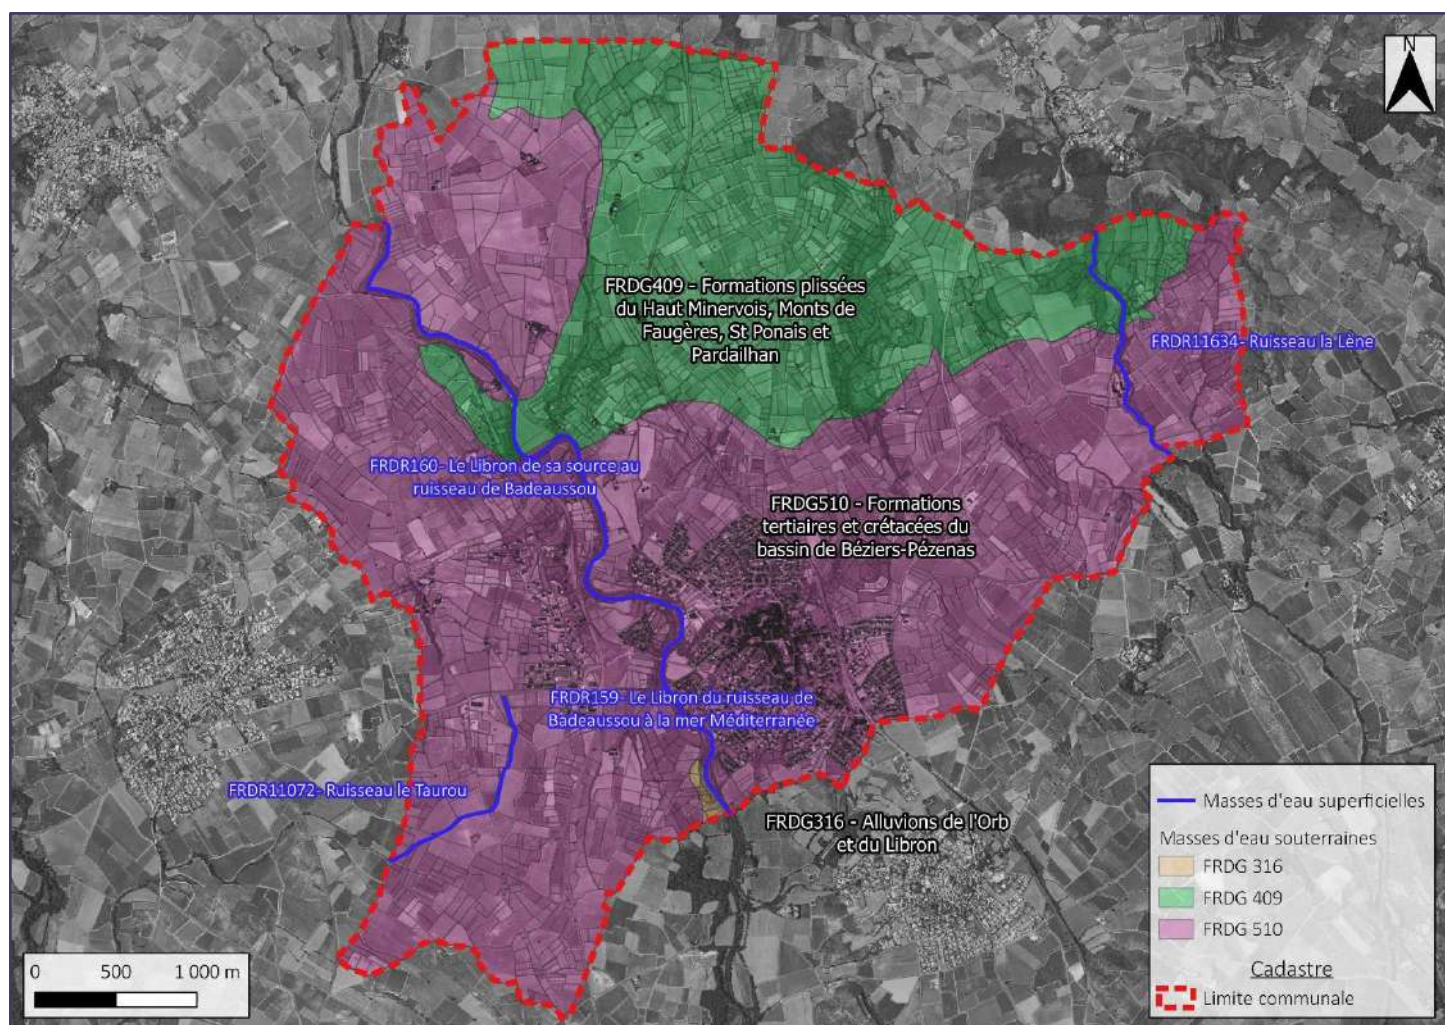 N
FRDG409 - Formations plissées
du Haut Minervois, Monts de
Faugères, St Ponais et
Pardailhan
FRDR11634- Ruisseau la Lène
FRDR160- Le Libron de sa source au
ruisseau de Badeaussou
FRDG510 - Formations
tertiaires et crétacées du
bassin de Béziers-Pézenas
FRDR159- Le Libron du ruisseau de
Badeaussou à la mer Méditerranée
FRDR11072- Ruisseau le Taurou
FRDG316 - Alluvions de l'Orb
et du Libron
Masses d'eau superficielles
Masses d'eau souterraines
FRDG 316
FRDG 409
FRDG 510
Cadastre
Limite communale
0 500 1 000 m